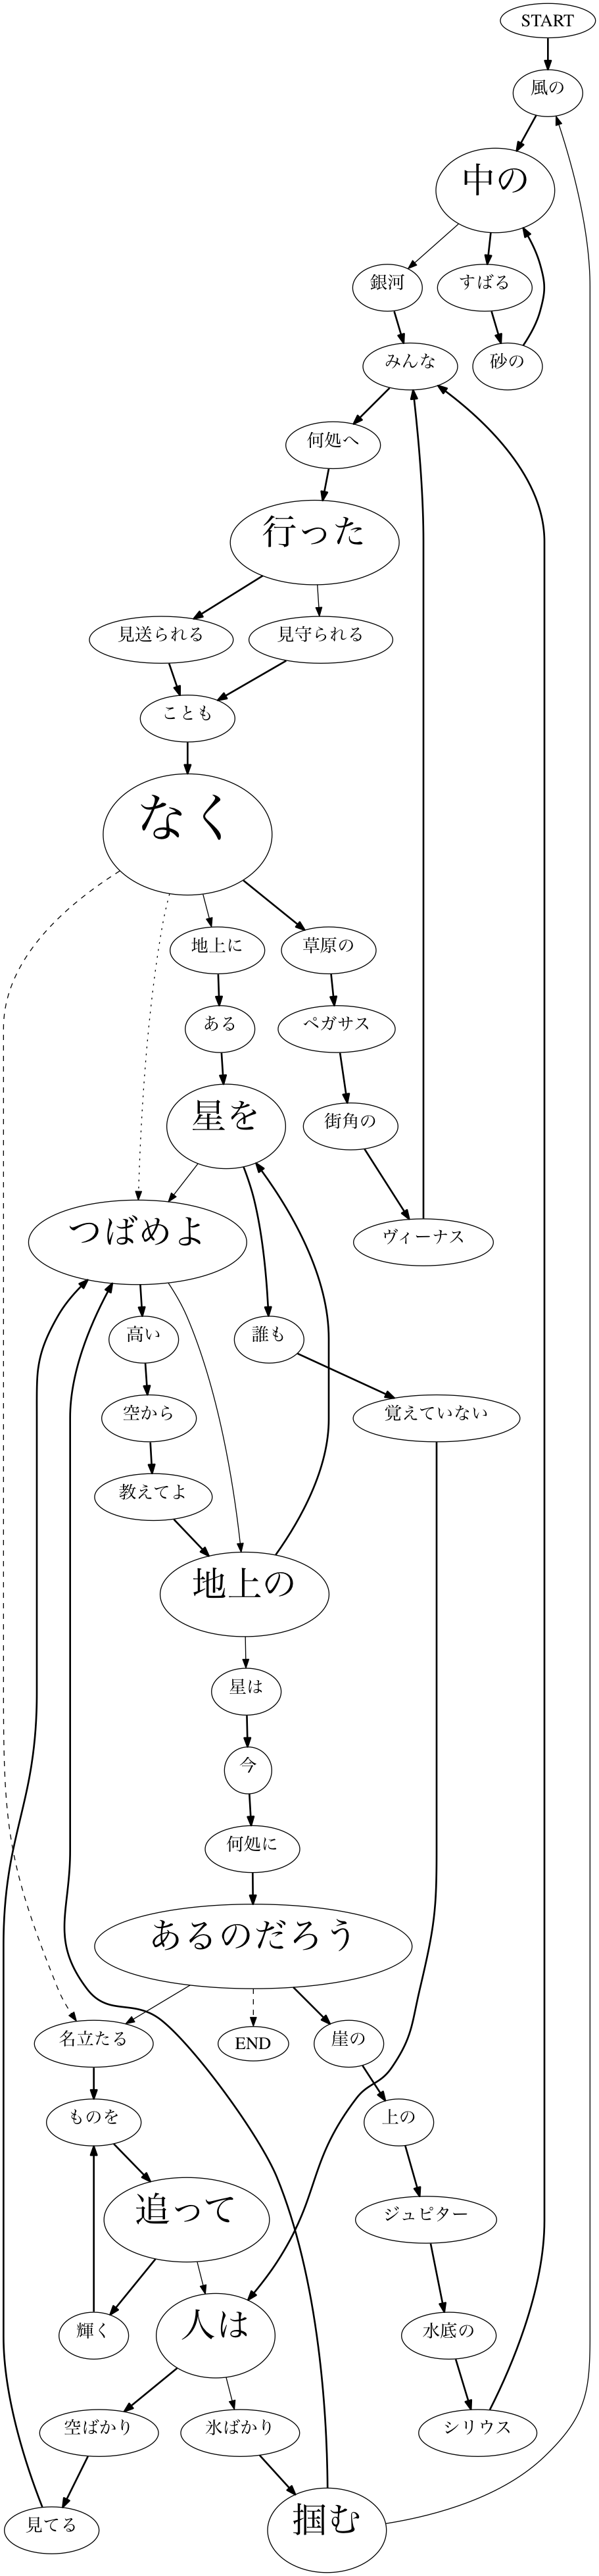 START
風の
中の
銀河
すばる
みんな
砂の
何処へ
行った
見送られる
見守られる
ことも
なく
地上に
草原の
ある
ペガサス
星を
街角の
つばめよ
ヴィーナス
高い
誰も
空から
覚えていない
教えてよ
地上の
星は
今
何処に
あるのだろう
名立たる
END
崖の
ものを
上の
追って
ジュピター
輝く
人は
水底の
空ばかり
氷ばかり
シリウス
見てる
掴む